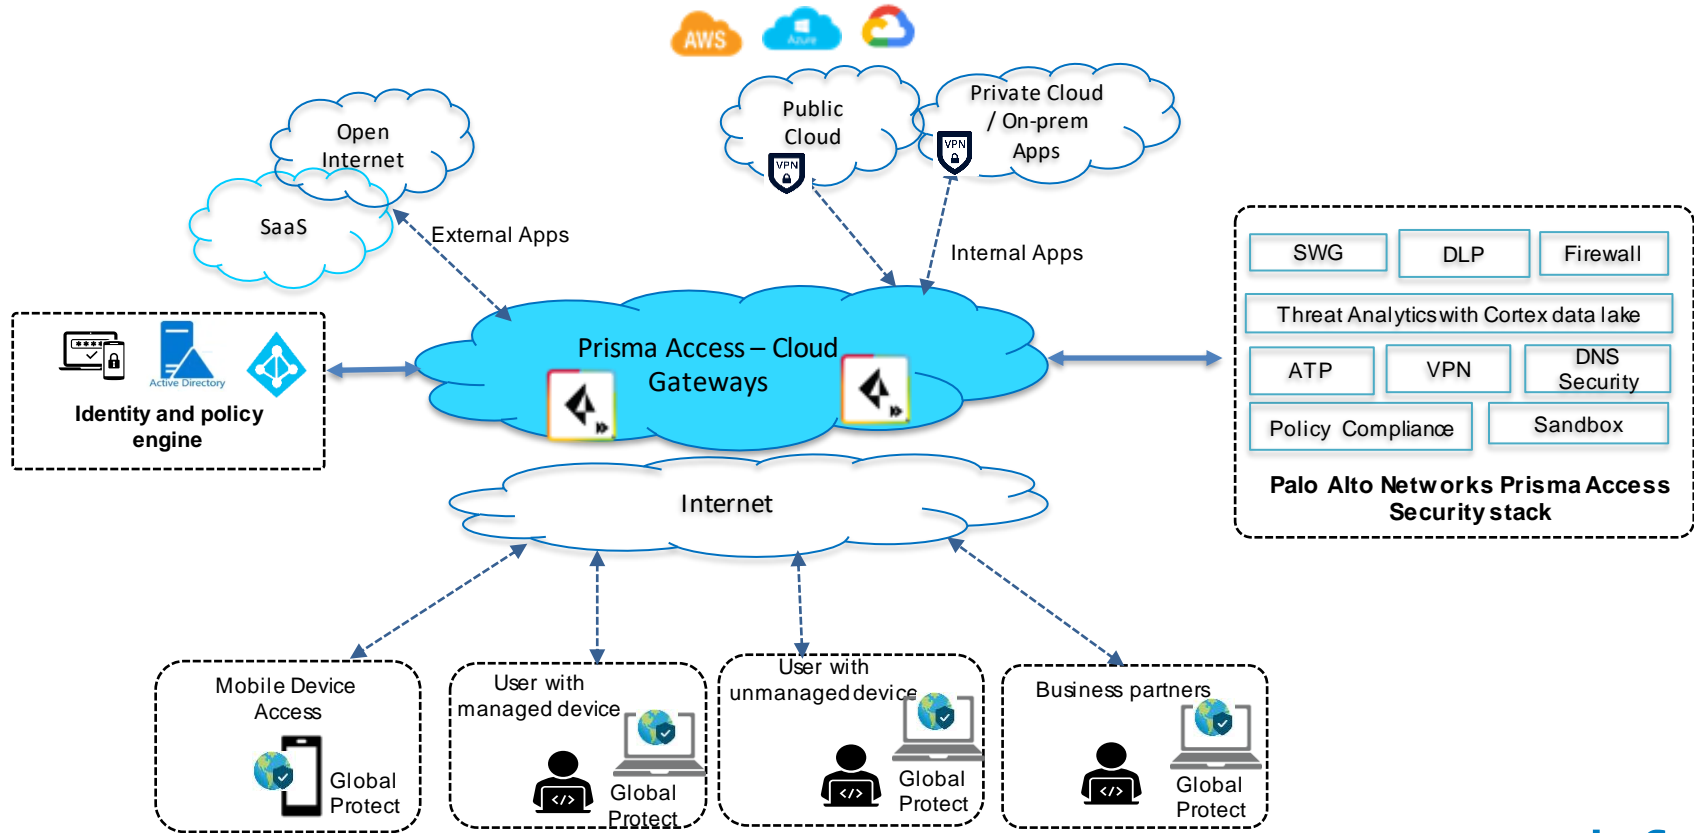 AWS
Azure
Open
Internet
SaaS
Public
Cloud
VPN
Private Cloud
/ On-prem
Apps
VPN
External Apps
Internal Apps
Active Directory
Identity and policy
engine
Prisma Access – Cloud
Gateways
SWG
DLP
Firewall
Threat Analytics with Cortex data lake
ATP
VPN
DNS
Security
Policy Compliance
Sandbox
Palo Alto Networks Prisma Access
Security stack
Internet
Mobile Device
Access
Global
Protect
User with
managed device
Global
Protect
User with
unmanaged device
Global
Protect
Business partners
Global
Protect